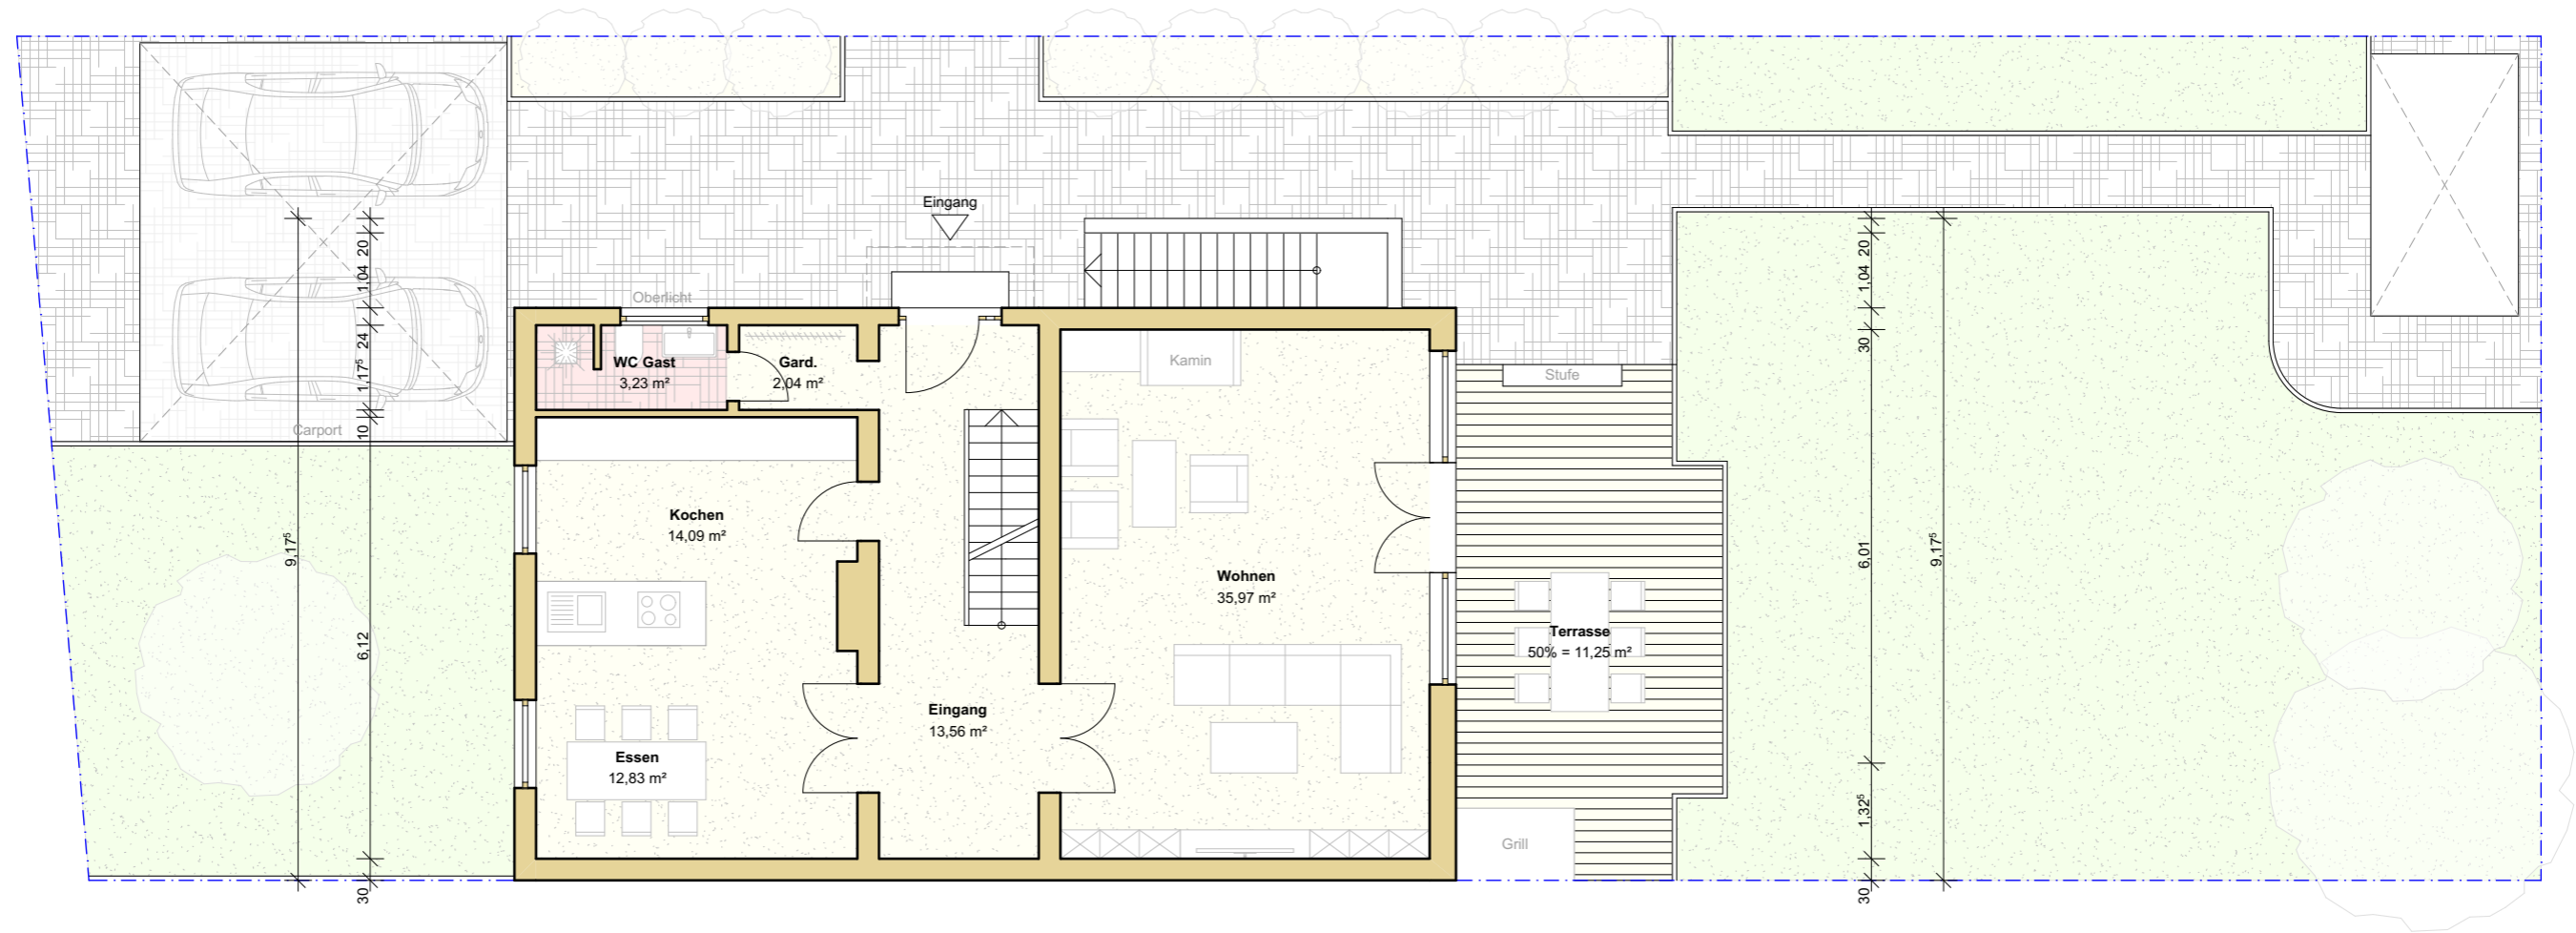 Eingang
Oberlicht
WC Gast
3,23 m²
Gard.
2,04 m²
Kamin
Stufe
Carport
Kochen
14,09 m²
Wohnen
35,97 m²
Terrasse
50% = 11,25 m²
Eingang
13,56 m²
Essen
12,83 m²
Grill
9,17⁵
20
1,04
24
1,17⁵
10
6,12
30
20
1,04
30
6,01
1,32⁵
30
9,17⁵